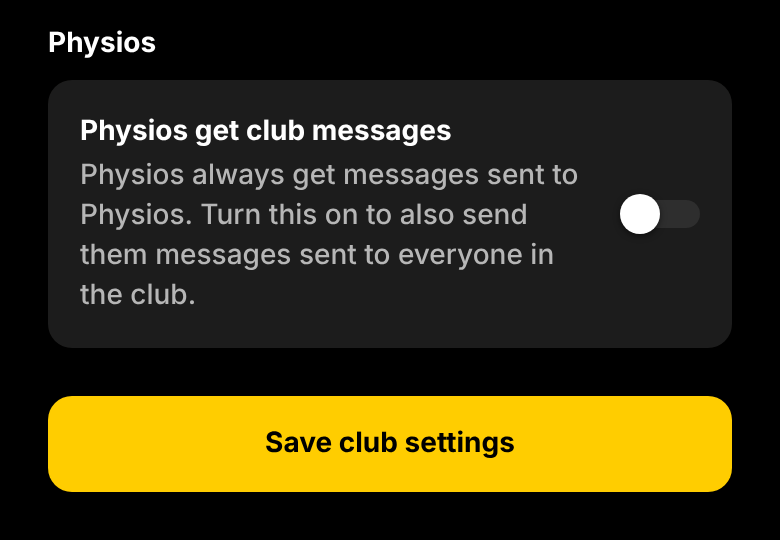 Physios
Physios get club messages
Physios always get messages sent to
Physios. Turn this on to also send
them messages sent to everyone in
the club.
Save club settings